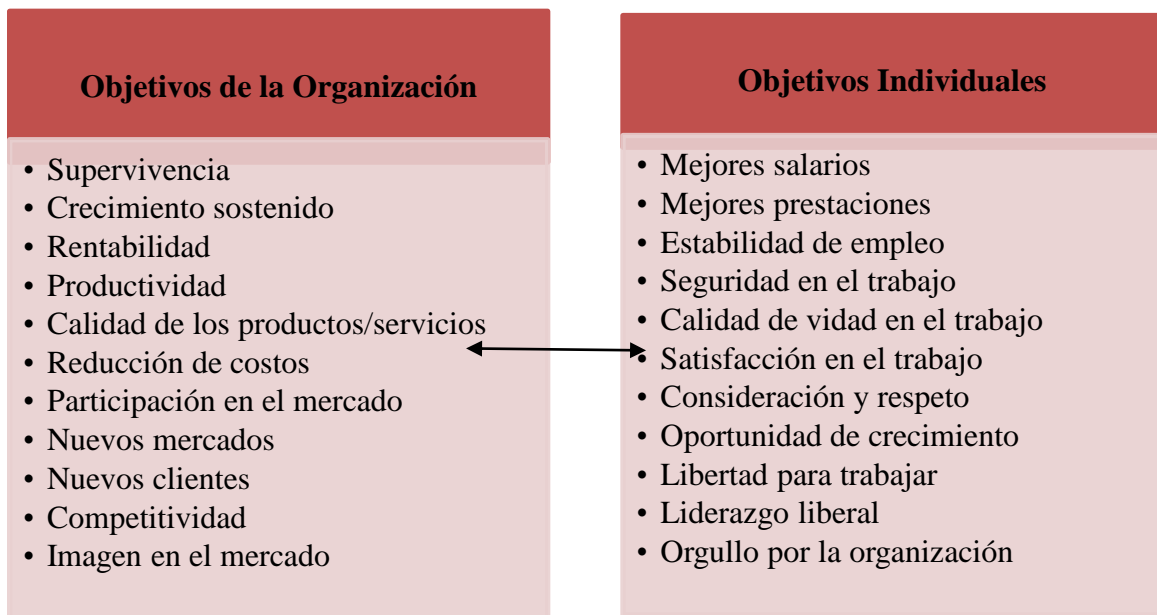 Objetivos de la Organización
• Supervivencia
• Crecimiento sostenido
• Rentabilidad
• Productividad
• Calidad de los productos/servicios
• Reducción de costos
• Participación en el mercado
• Nuevos mercados
• Nuevos clientes
• Competitividad
• Imagen en el mercado
Objetivos Individuales
• Mejores salarios
• Mejores prestaciones
• Estabilidad de empleo
• Seguridad en el trabajo
• Calidad de vidad en el trabajo
• Satisfacción en el trabajo
• Consideración y respeto
• Oportunidad de crecimiento
• Libertad para trabajar
• Liderazgo liberal
• Orgullo por la organización